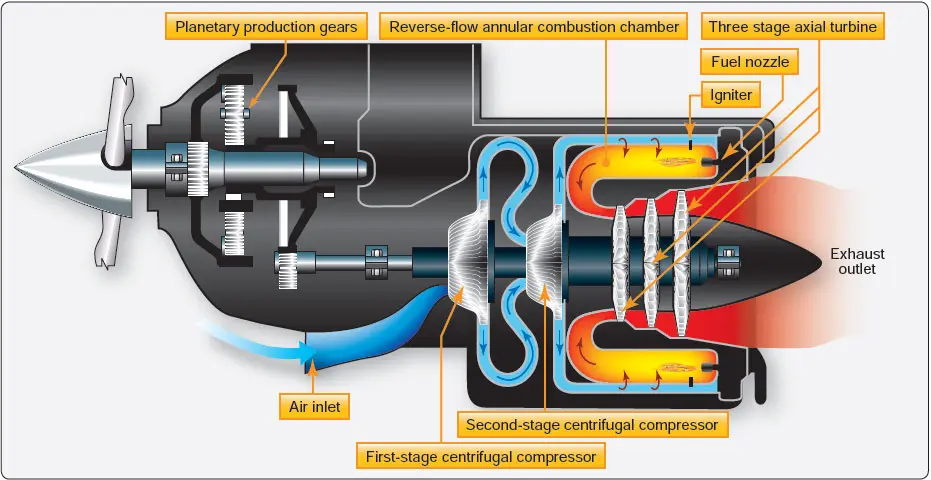 Planetary production gears
Reverse-flow annular combustion chamber
Three stage axial turbine
Fuel nozzle
Igniter
Exhaust
outlet
Air inlet
Second-stage centrifugal compressor
First-stage centrifugal compressor